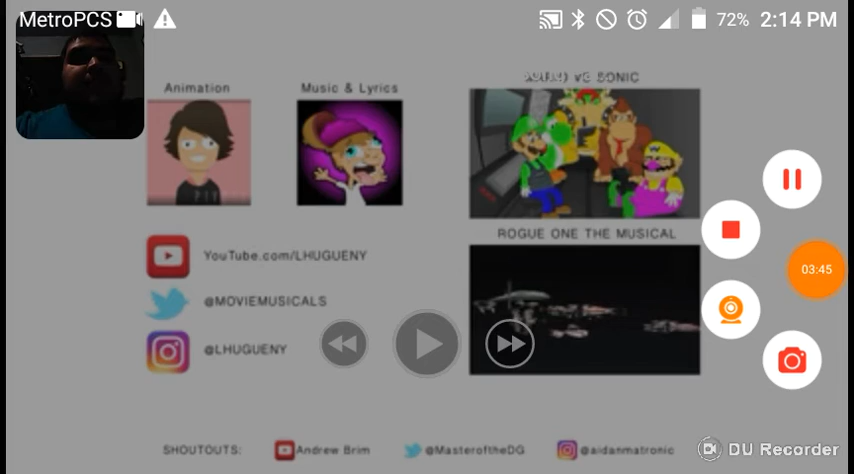 MetroPCS 72% 2:14 PM
Animation
Music & Lyrics
SONIC
ROGUE ONE THE MUSICAL
YouTube.com/LHUGUENY
@MOVIEMUSICALS
@LHUGUENY
03:45
SHOUTOUTS: Andrew Brim @MasteroftheDG @aidanmatronic
DU Recorder